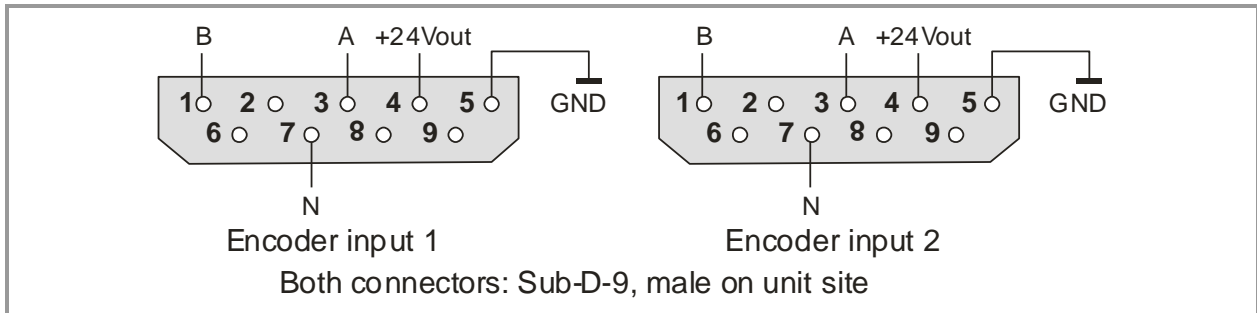 B A +24Vout B A +24Vout
1 2 3 4 5 GND 1 2 3 4 5 GND
6 7 8 9 6 7 8 9
N N
Encoder input 1 Encoder input 2
Both connectors: Sub-D-9, male on unit site